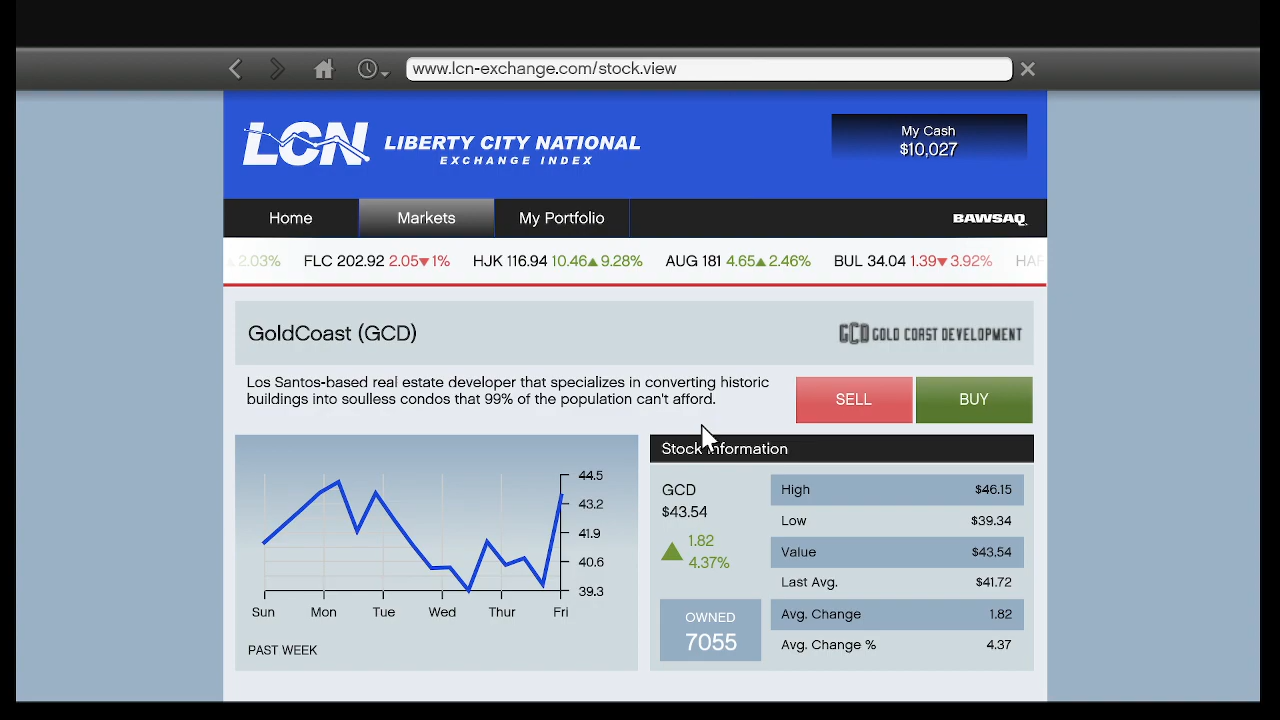 www.lcn-exchange.com/stock.view
LCN LIBERTY CITY NATIONAL
EXCHANGE INDEX
My Cash
$10,027
Home Markets My Portfolio BAWSAQ
2.03% FLC 202.92 2.05▼1% HJK 116.94 10.46▲9.28% AUG 181 4.65▲2.46% BUL 34.04 1.39▼3.92%
GoldCoast (GCD) GCD GOLD COAST DEVELOPMENT
Los Santos-based real estate developer that specializes in converting historic
buildings into soulless condos that 99% of the population can't afford.
SELL BUY
44.5
43.2
41.9
40.6
39.3
Sun Mon Tue Wed Thur Fri
PAST WEEK
Stock Information
GCD
$43.54
1.82
4.37%
OWNED
7055
High $46.15
Low $39.34
Value $43.54
Last Avg. $41.72
Avg. Change 1.82
Avg. Change % 4.37